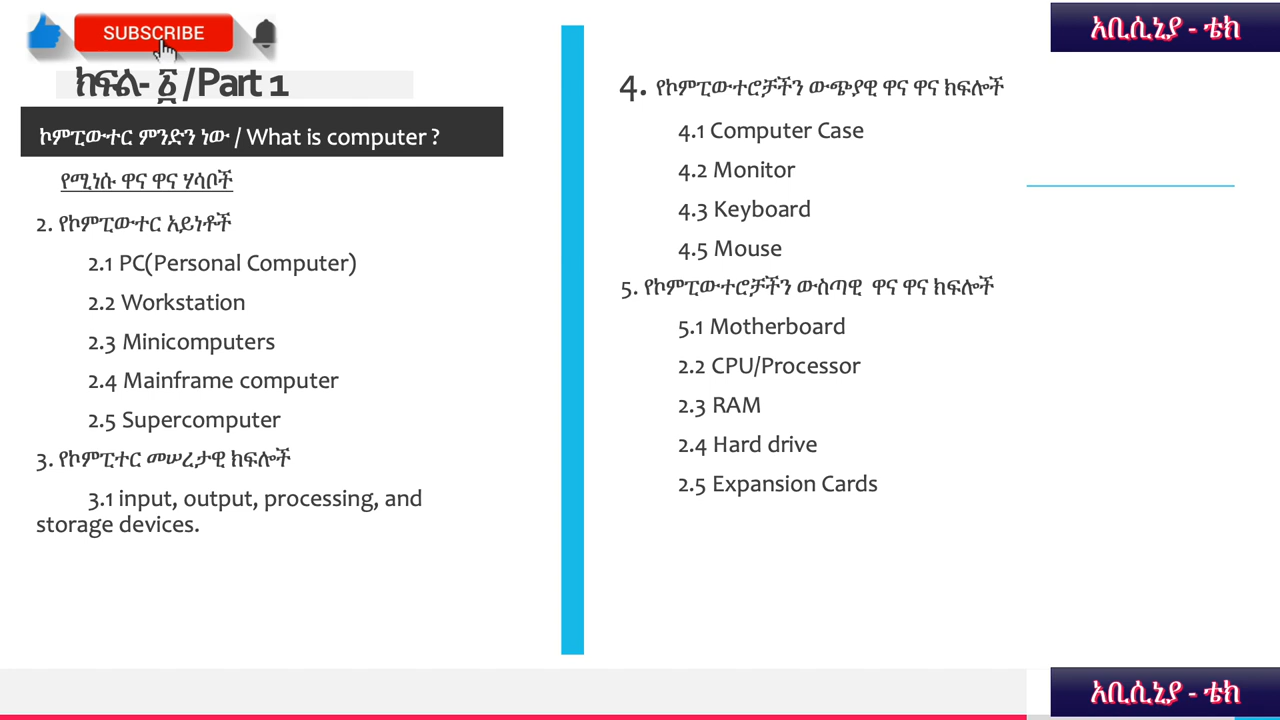 SUBSCRIBE
አቢሲኒያ - ቴክ
ክፍል- ፩ /Part 1
ኮምፒውተር ምንድን ነው / What is computer ?
የሚነሱ ዋና ዋና ሃሳቦች
2. የኮምፒውተር አይነቶች
2.1 PC(Personal Computer)
2.2 Workstation
2.3 Minicomputers
2.4 Mainframe computer
2.5 Supercomputer
3. የኮምፒተር መሠረታዊ ክፍሎች
3.1 input, output, processing, and
storage devices.
4. የኮምፒውተሮቻችን ውጭያዊ ዋና ዋና ክፍሎች
4.1 Computer Case
4.2 Monitor
4.3 Keyboard
4.5 Mouse
5. የኮምፒውተሮቻችን ውስጣዊ ዋና ዋና ክፍሎች
5.1 Motherboard
2.2 CPU/Processor
2.3 RAM
2.4 Hard drive
2.5 Expansion Cards
አቢሲኒያ - ቴክ